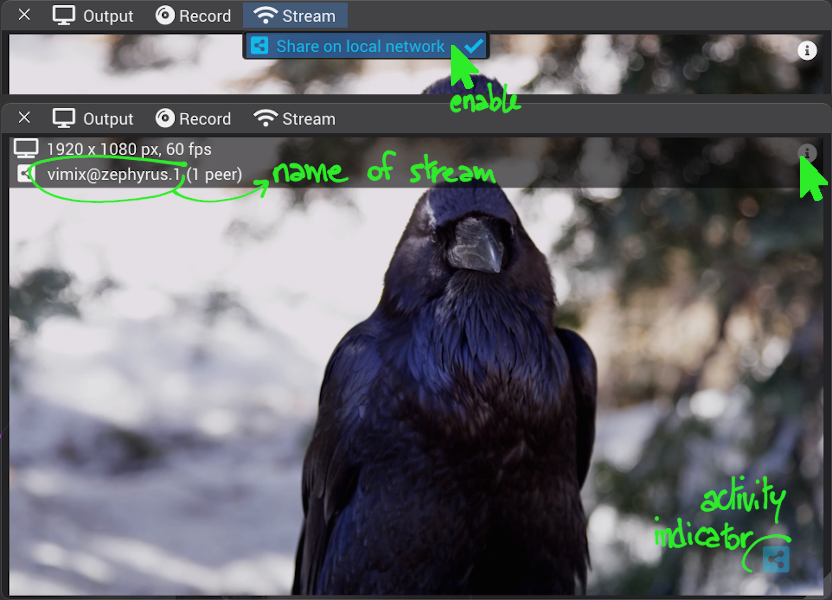 Output Record Stream
Share on local network
enable
Output Record Stream
1920 x 1080 px, 60 fps
vimix@zephyrus.1 (1 peer)
name of stream
activity
indicator